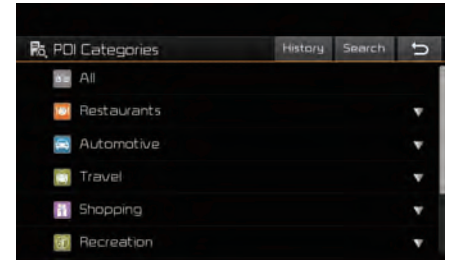 POI Categories
History
Search
All
Restaurants
Automotive
Travel
Shopping
Recreation